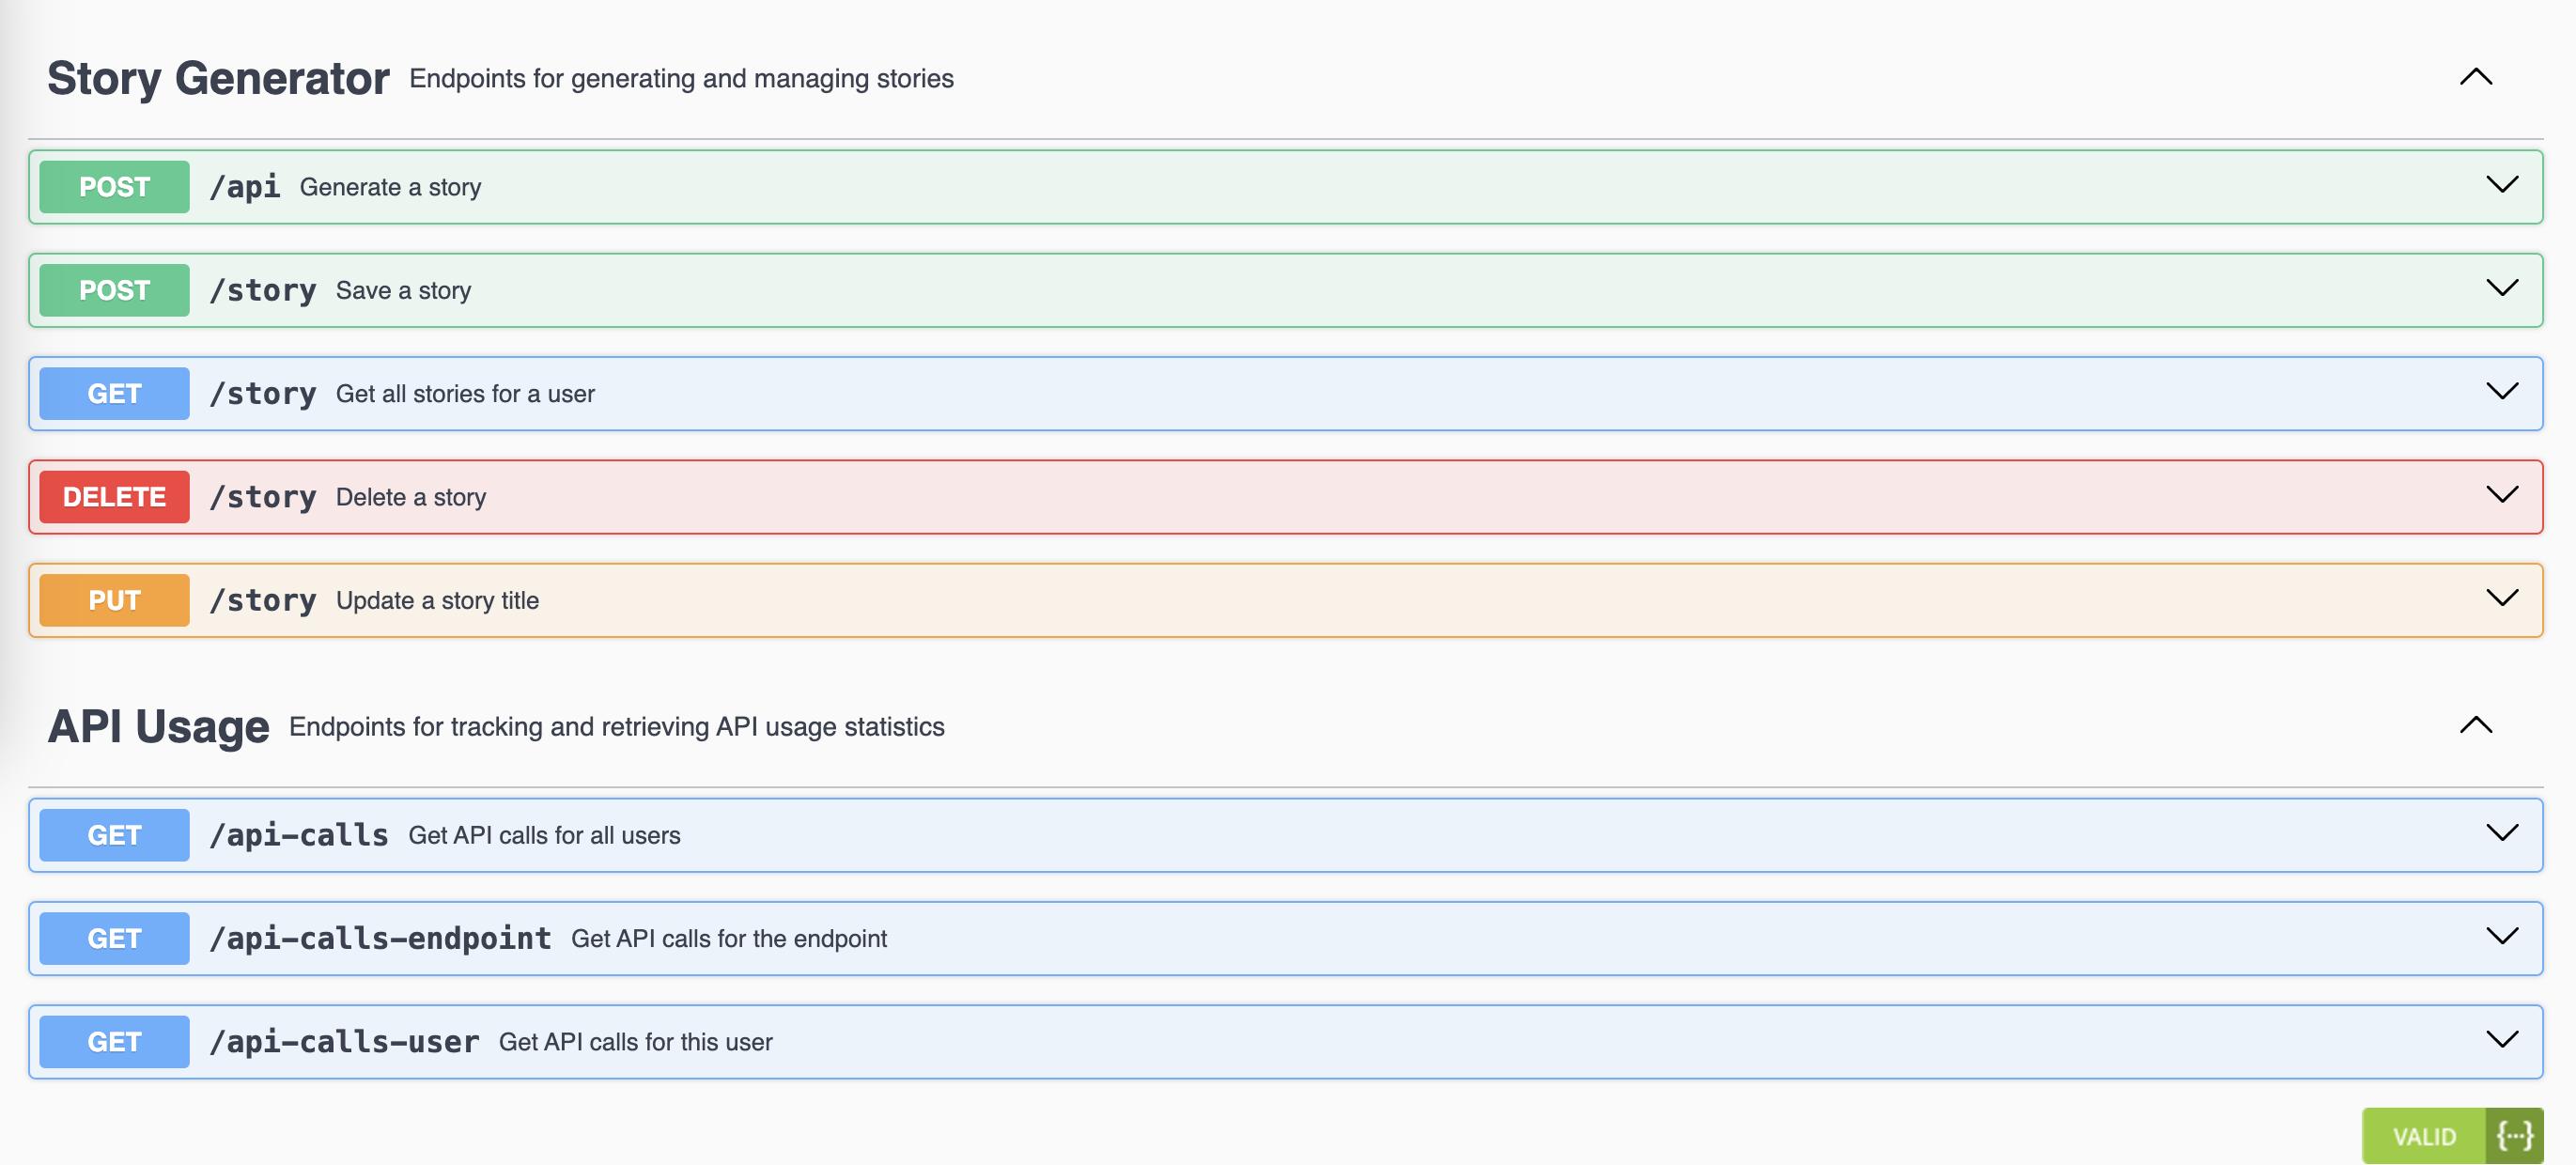 Story Generator Endpoints for generating and managing stories
POST /api Generate a story
POST /story Save a story
GET /story Get all stories for a user
DELETE /story Delete a story
PUT /story Update a story title
API Usage Endpoints for tracking and retrieving API usage statistics
GET /api-calls Get API calls for all users
GET /api-calls-endpoint Get API calls for the endpoint
GET /api-calls-user Get API calls for this user
VALID {...}